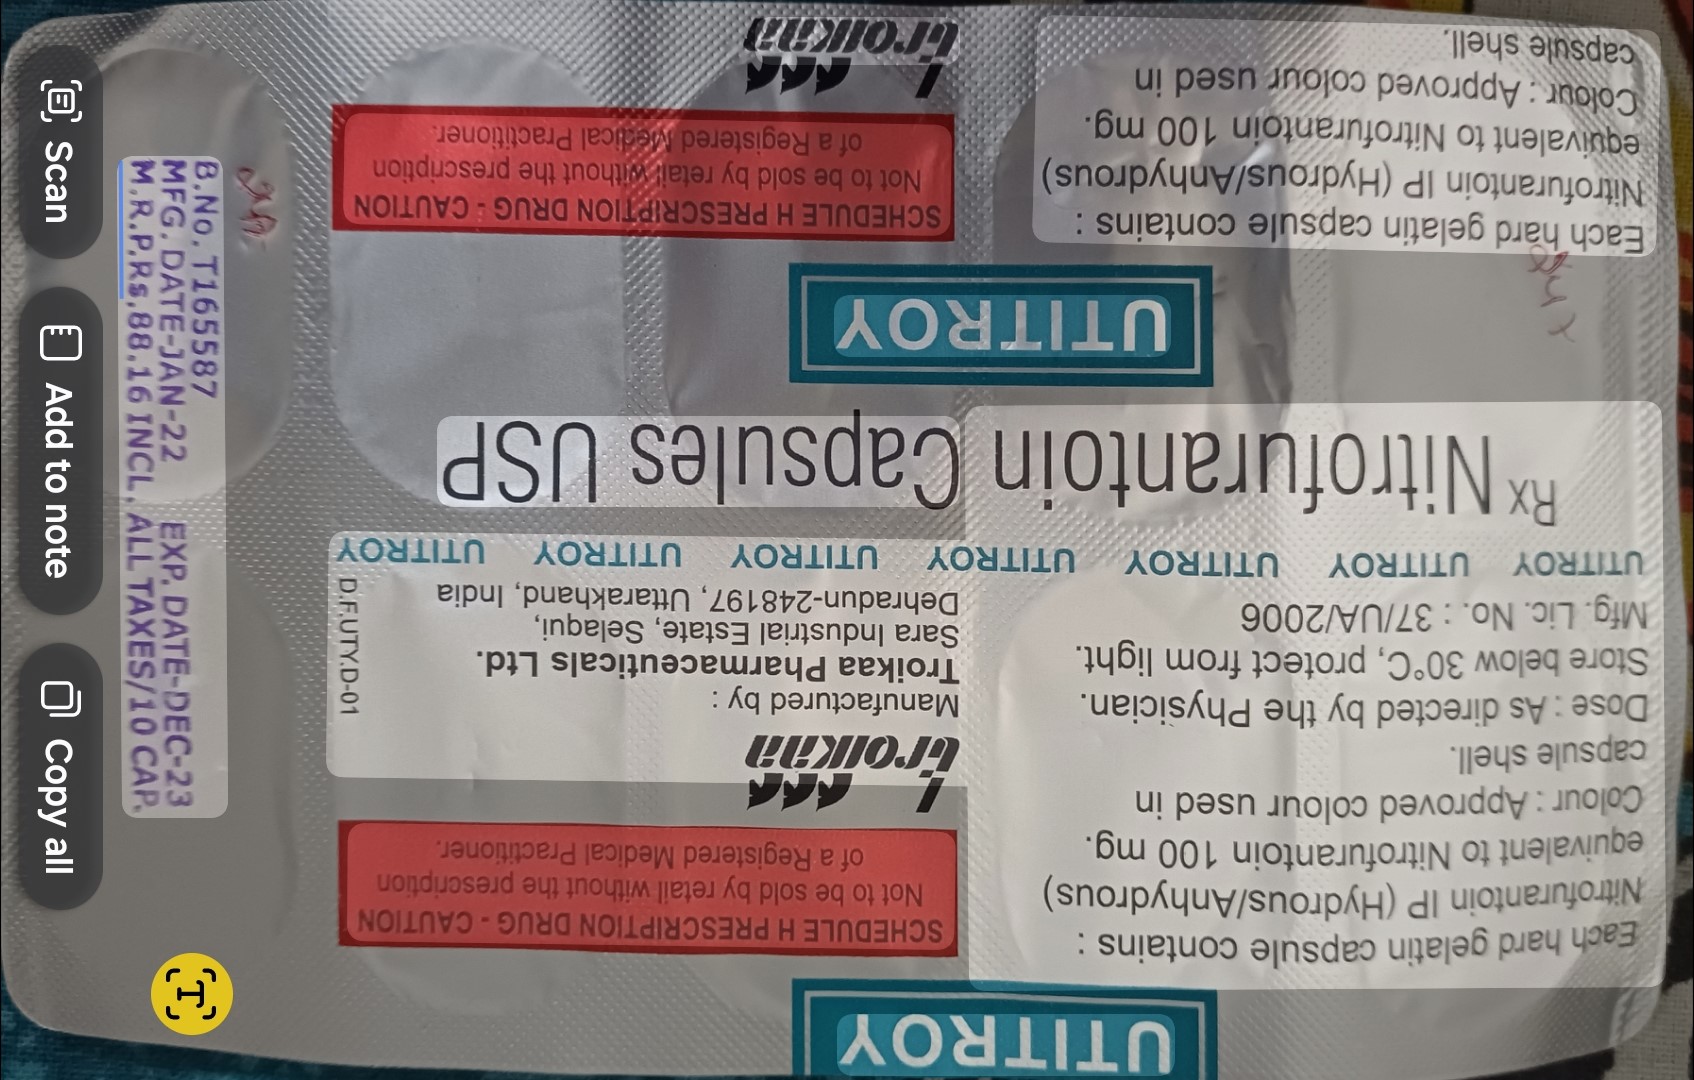 UTITROY
Each hard gelatin capsule contains :
Nitrofurantoin IP (Hydrous/Anhydrous)
equivalent to Nitrofurantoin 100 mg.
Colour : Approved colour used in
capsule shell.
Dose : As directed by the Physician.
Store below 30°C, protect from light.
Mfg. Lic. No. : 37/UA/2006
SCHEDULE H PRESCRIPTION DRUG - CAUTION
Not to be sold by retail without the prescription
of a Registered Medical Practitioner.
troikaa
Manufactured by :
Troikaa Pharmaceuticals Ltd.
Sara Industrial Estate, Selaqui,
Dehradun-248197, Uttarakhand, India
D.F.UTY.D-01
UTITROY UTITROY UTITROY UTITROY UTITROY UTITROY UTITROY
Rx Nitrofurantoin Capsules USP
UTITROY
Each hard gelatin capsule contains :
Nitrofurantoin IP (Hydrous/Anhydrous)
equivalent to Nitrofurantoin 100 mg.
Colour : Approved colour used in
capsule shell.
SCHEDULE H PRESCRIPTION DRUG - CAUTION
Not to be sold by retail without the prescription
of a Registered Medical Practitioner.
troikaa
B.No. T165587
MFG. DATE-JAN-22 EXP. DATE-DEC-23
M.R.P.Rs.88.16 INCL. ALL TAXES/10 CAP.
Copy all
Add to note
Scan